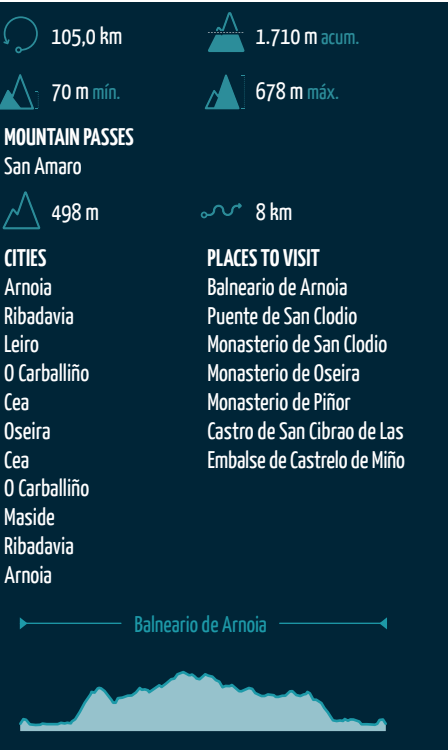 105,0 km
1.710 m acum.
70 m mín.
678 m máx.
MOUNTAIN PASSES
San Amaro
498 m
8 km
CITIES
Arnoia
Ribadavia
Leiro
O Carballiño
Cea
Oseira
Cea
O Carballiño
Maside
Ribadavia
Arnoia
PLACES TO VISIT
Balneario de Arnoia
Puente de San Clodio
Monasterio de San Clodio
Monasterio de Oseira
Monasterio de Piñor
Castro de San Cibrao de Las
Embalse de Castrelo de Miño
Balneario de Arnoia